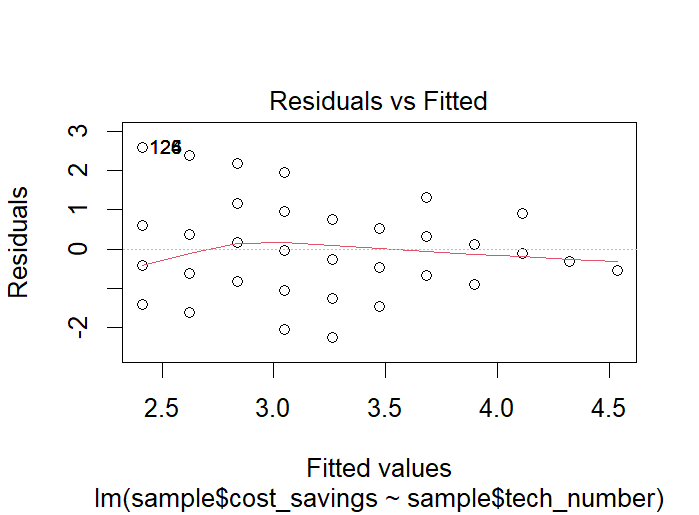 Residuals vs Fitted
Residuals
3
2
1
0
-2
2.5 3.0 3.5 4.0 4.5
Fitted values
lm(sample$cost_savings ~ sample$tech_number)